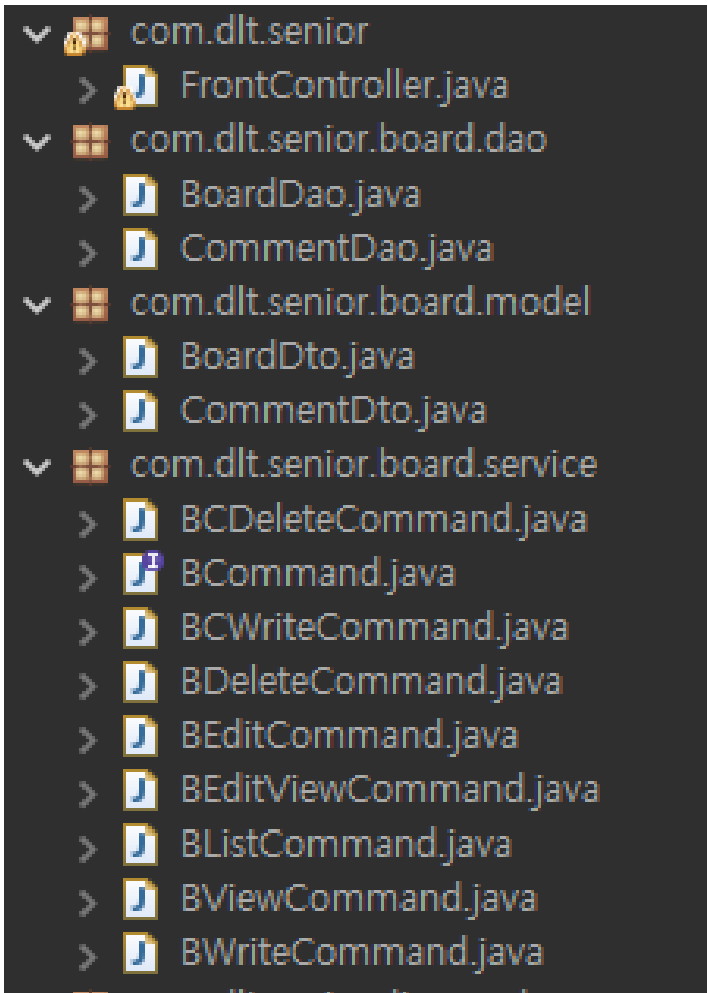 com.dlt.senior
FrontController.java
com.dlt.senior.board.dao
BoardDao.java
CommentDao.java
com.dlt.senior.board.model
BoardDto.java
CommentDto.java
com.dlt.senior.board.service
BCDeleteCommand.java
BCommand.java
BCWriteCommand.java
BDeleteCommand.java
BEditCommand.java
BEditViewCommand.java
BListCommand.java
BViewCommand.java
BWriteCommand.java